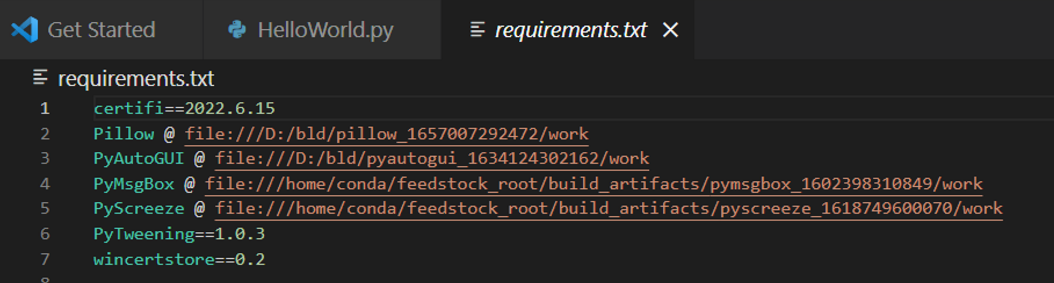 Get Started HelloWorld.py requirements.txt
requirements.txt
1 certifi==2022.6.15
2 Pillow @ file:///D:/bld/pillow_1657007292472/work
3 PyAutoGUI @ file:///D:/bld/pyautogui_1634124302162/work
4 PyMsgBox @ file:///home/conda/feedstock_root/build_artifacts/pymsgbox_1602398310849/work
5 PyScreeze @ file:///home/conda/feedstock_root/build_artifacts/pyscreeze_1618749600070/work
6 PyTweening==1.0.3
7 wincertstore==0.2
8